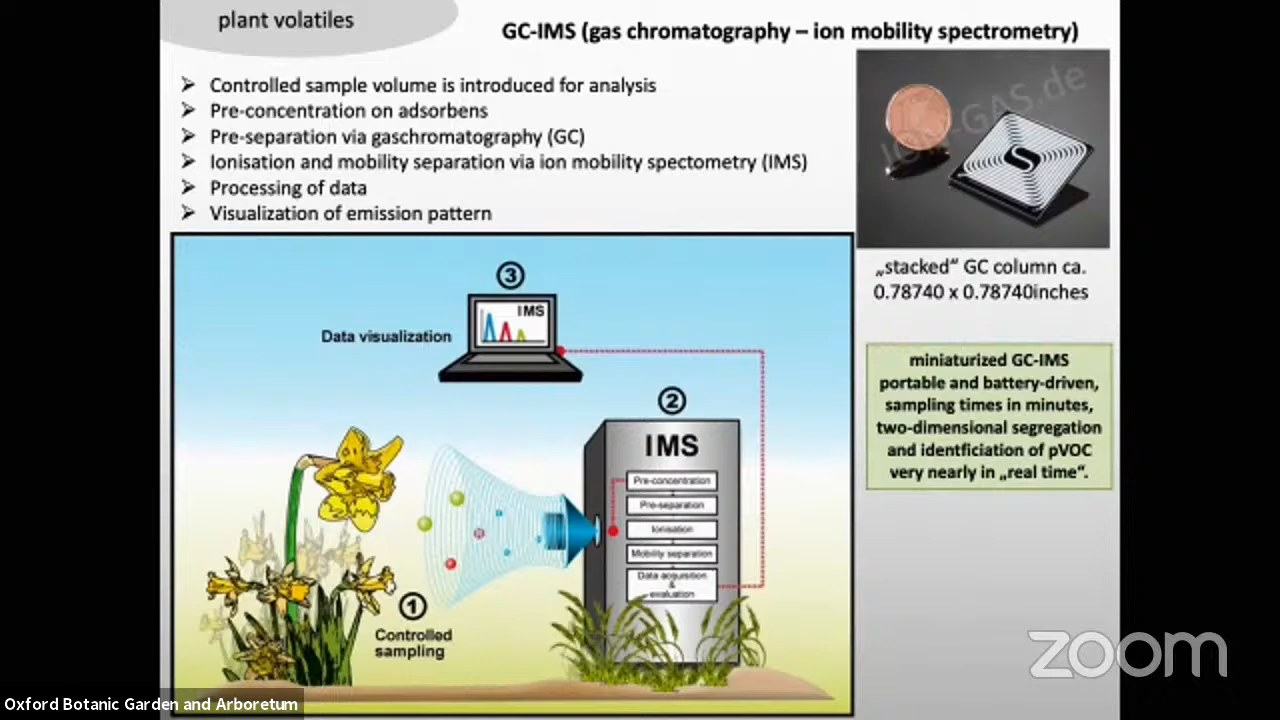 plant volatiles
GC-IMS (gas chromatography – ion mobility spectrometry)
➢ Controlled sample volume is introduced for analysis
➢ Pre-concentration on adsorbens
➢ Pre-separation via gaschromatography (GC)
➢ Ionisation and mobility separation via ion mobility spectometry (IMS)
➢ Processing of data
➢ Visualization of emission pattern
ION-GAS.de
„stacked“ GC column ca.
0.78740 x 0.78740inches
miniaturized GC-IMS
portable and battery-driven,
sampling times in minutes,
two-dimensional segregation
and identficiation of pVOC
very nearly in „real time“.
③
IMS
Data visualization
②
IMS
Pre-concentration
Pre-separation
Ionisation
Mobility separation
Data acquisition
&
evaluation
①
Controlled
sampling
zoom
Oxford Botanic Garden and Arboretum